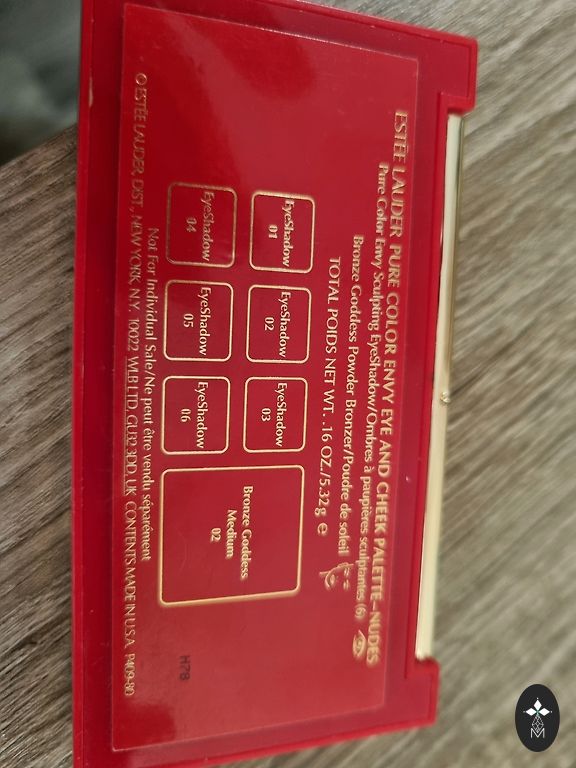 ESTĒE LAUDER PURE COLOR ENVY EYE AND CHEEK PALETTE–NUDES
Pure Color Envy Sculpting EyeShadow/Ombres à paupières sculptantes (6)
Bronze Goddess Powder Bronzer/Poudre de soleil
TOTAL POIDS NET WT. .16 OZ./5.32g e
EyeShadow
01
EyeShadow
02
EyeShadow
03
EyeShadow
04
EyeShadow
05
EyeShadow
06
Bronze Goddess
Medium
02
H78
Not For Individual Sale/Ne peut être vendu séparément
© ESTĒE LAUDER, DIST., NEW YORK, N.Y. 10022 WLB LTD, GU32 3DD, UK CONTENTS MADE IN U.S.A. P409-80